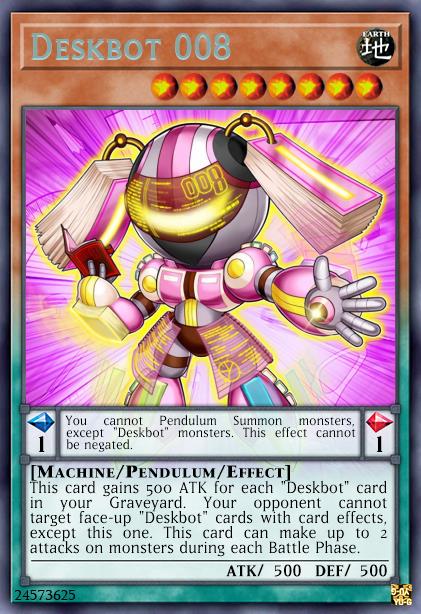 DESKBOT 008
EARTH
地
008
You cannot Pendulum Summon monsters,
except "Deskbot" monsters. This effect cannot
be negated.
1
1
[MACHINE/PENDULUM/EFFECT]
This card gains 500 ATK for each "Deskbot" card
in your Graveyard. Your opponent cannot
target face-up "Deskbot" cards with card effects,
except this one. This card can make up to 2
attacks on monsters during each Battle Phase.
ATK/ 500 DEF/ 500
24573625